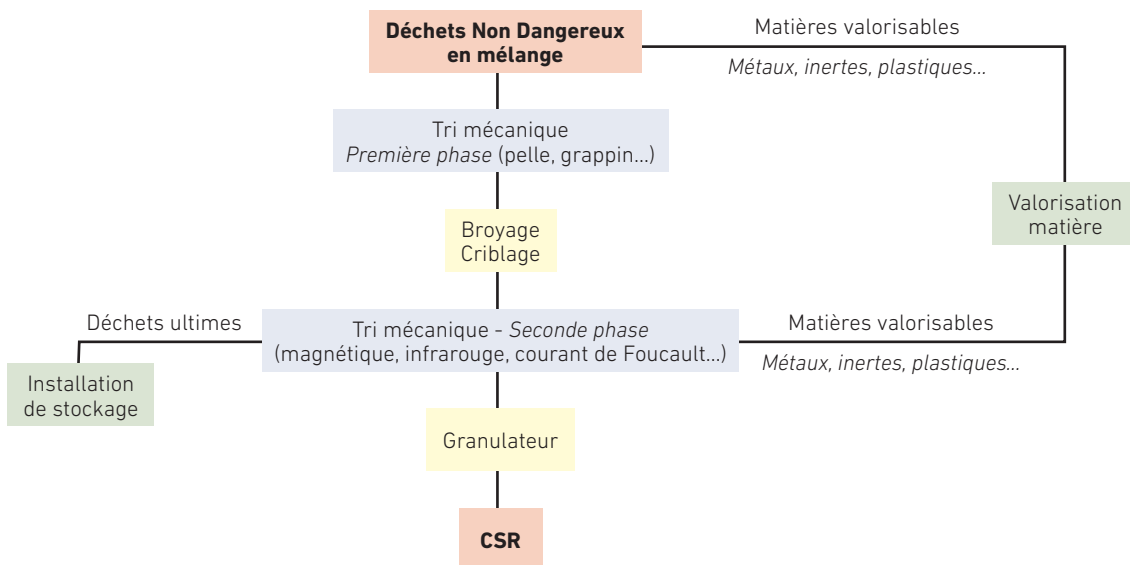 Déchets Non Dangereux
en mélange
Matières valorisables
Métaux, inertes, plastiques...
Tri mécanique
Première phase (pelle, grappin...)
Valorisation
matière
Broyage
Criblage
Déchets ultimes
Tri mécanique - Seconde phase
(magnétique, infrarouge, courant de Foucault...)
Matières valorisables
Métaux, inertes, plastiques...
Installation
de stockage
Granulateur
CSR